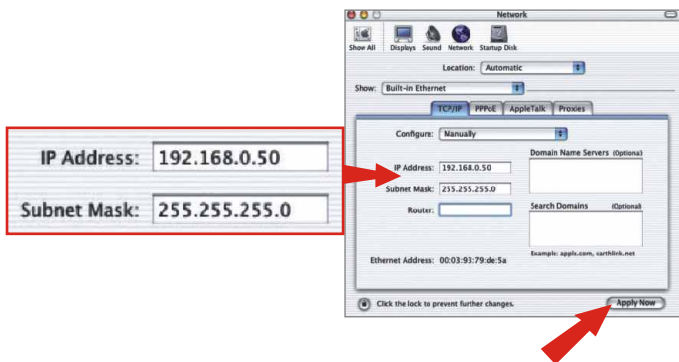 Network
Show All Displays Sound Network Startup Disk
Location: Automatic
Show: Built-in Ethernet
TCP/IP PPPoE AppleTalk Proxies
Configure: Manually
Domain Name Servers (Optional)
IP Address: 192.168.0.50
Subnet Mask: 255.255.255.0
Router:
Search Domains (Optional)
Example: apple.com, earthlink.net
Ethernet Address: 00:03:93:79:de:5a
Click the lock to prevent further changes.
Apply Now
IP Address: 192.168.0.50
Subnet Mask: 255.255.255.0